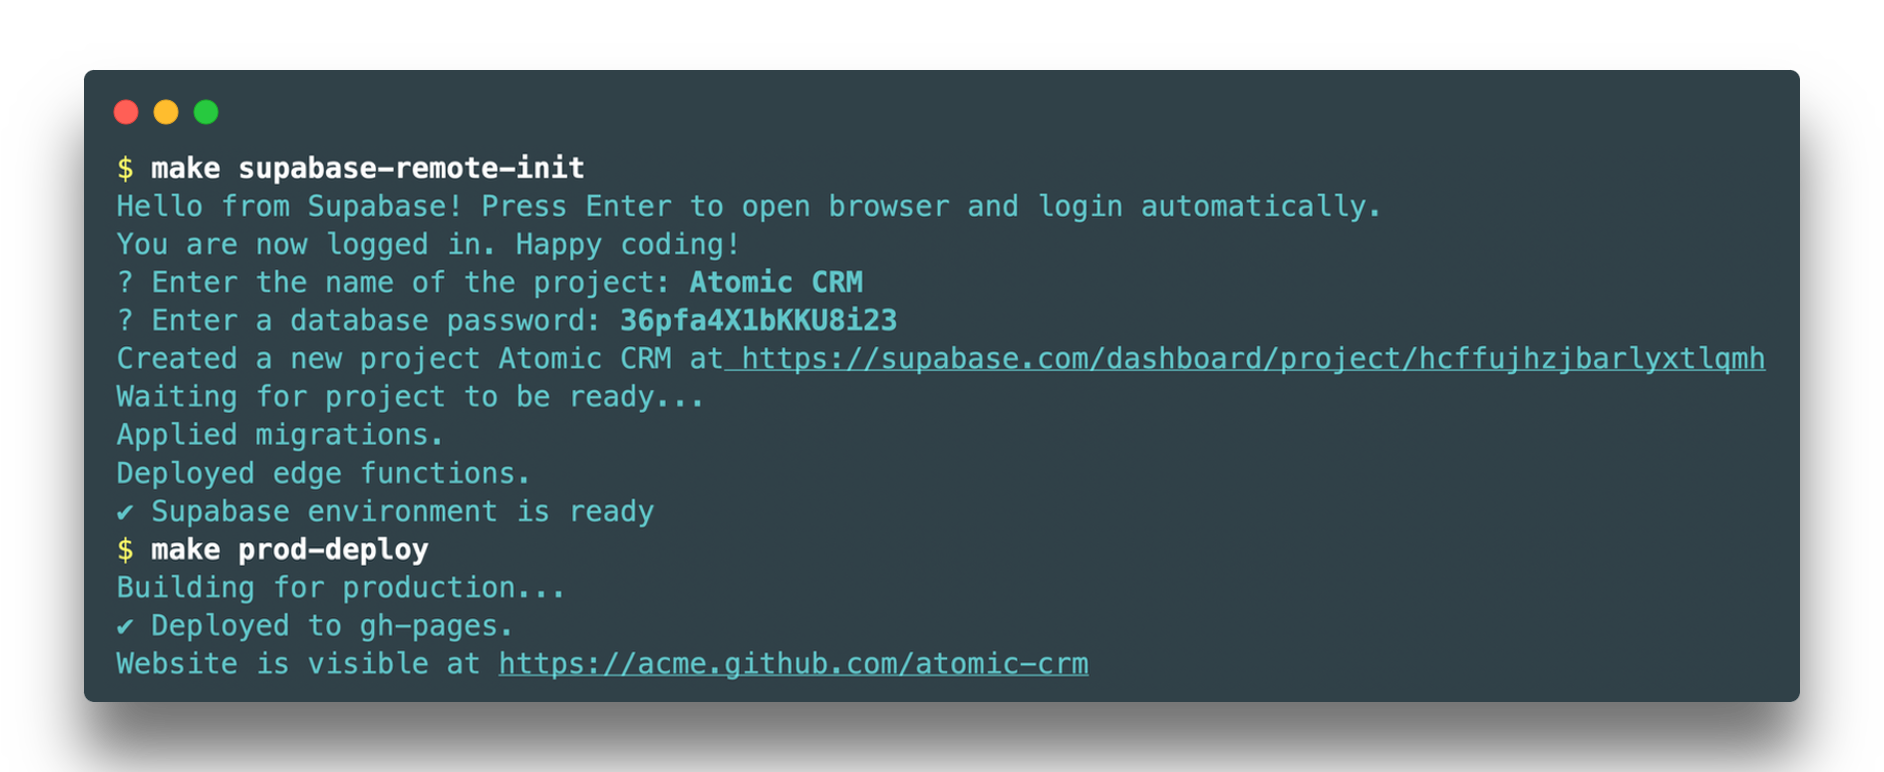 $ make supabase-remote-init
Hello from Supabase! Press Enter to open browser and login automatically.
You are now logged in. Happy coding!
? Enter the name of the project: Atomic CRM
? Enter a database password: 36pfa4X1bKKU8i23
Created a new project Atomic CRM at https://supabase.com/dashboard/project/hcffujhzjbarlyxtlqmh
Waiting for project to be ready...
Applied migrations.
Deployed edge functions.
✔ Supabase environment is ready
$ make prod-deploy
Building for production...
✔ Deployed to gh-pages.
Website is visible at https://acme.github.com/atomic-crm